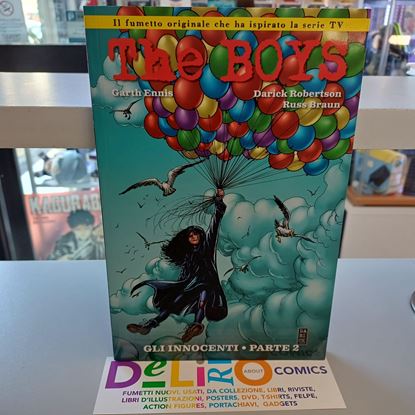 Il fumetto originale che ha ispirato la serie TV
The BOYS
Garth Ennis
Darick Robertson
Russ Braun
KAGURABA
GLI INNOCENTI • PARTE 2
DeLiRiO ABOUT COMICS
FUMETTI NUOVI, USATI, DA COLLEZIONE, LIBRI, RIVISTE,
LIBRI D'ILLUSTRAZIONI, POSTERS, DVD, T-SHIRTS, FELPE,
ACTION FIGURES, PORTACHIAVI, GADGETS